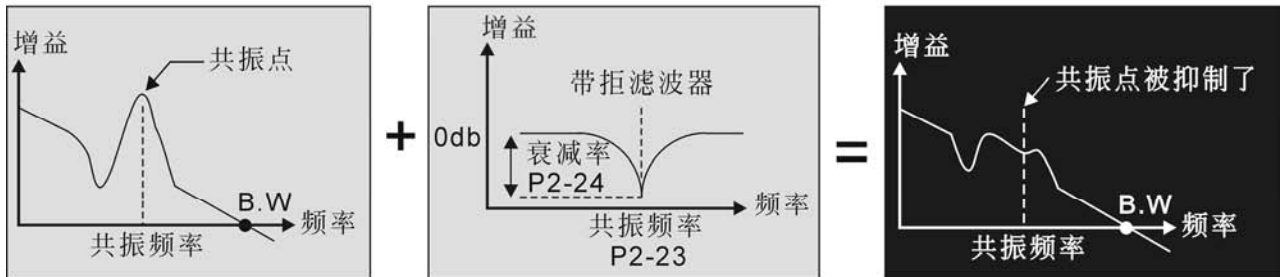 增益
共振点
B.W
频率
共振频率
+
增益
带拒滤波器
0db
衰减率
P2-24
频率
共振频率
P2-23
=
增益
共振点被抑制了
B.W
频率
共振频率